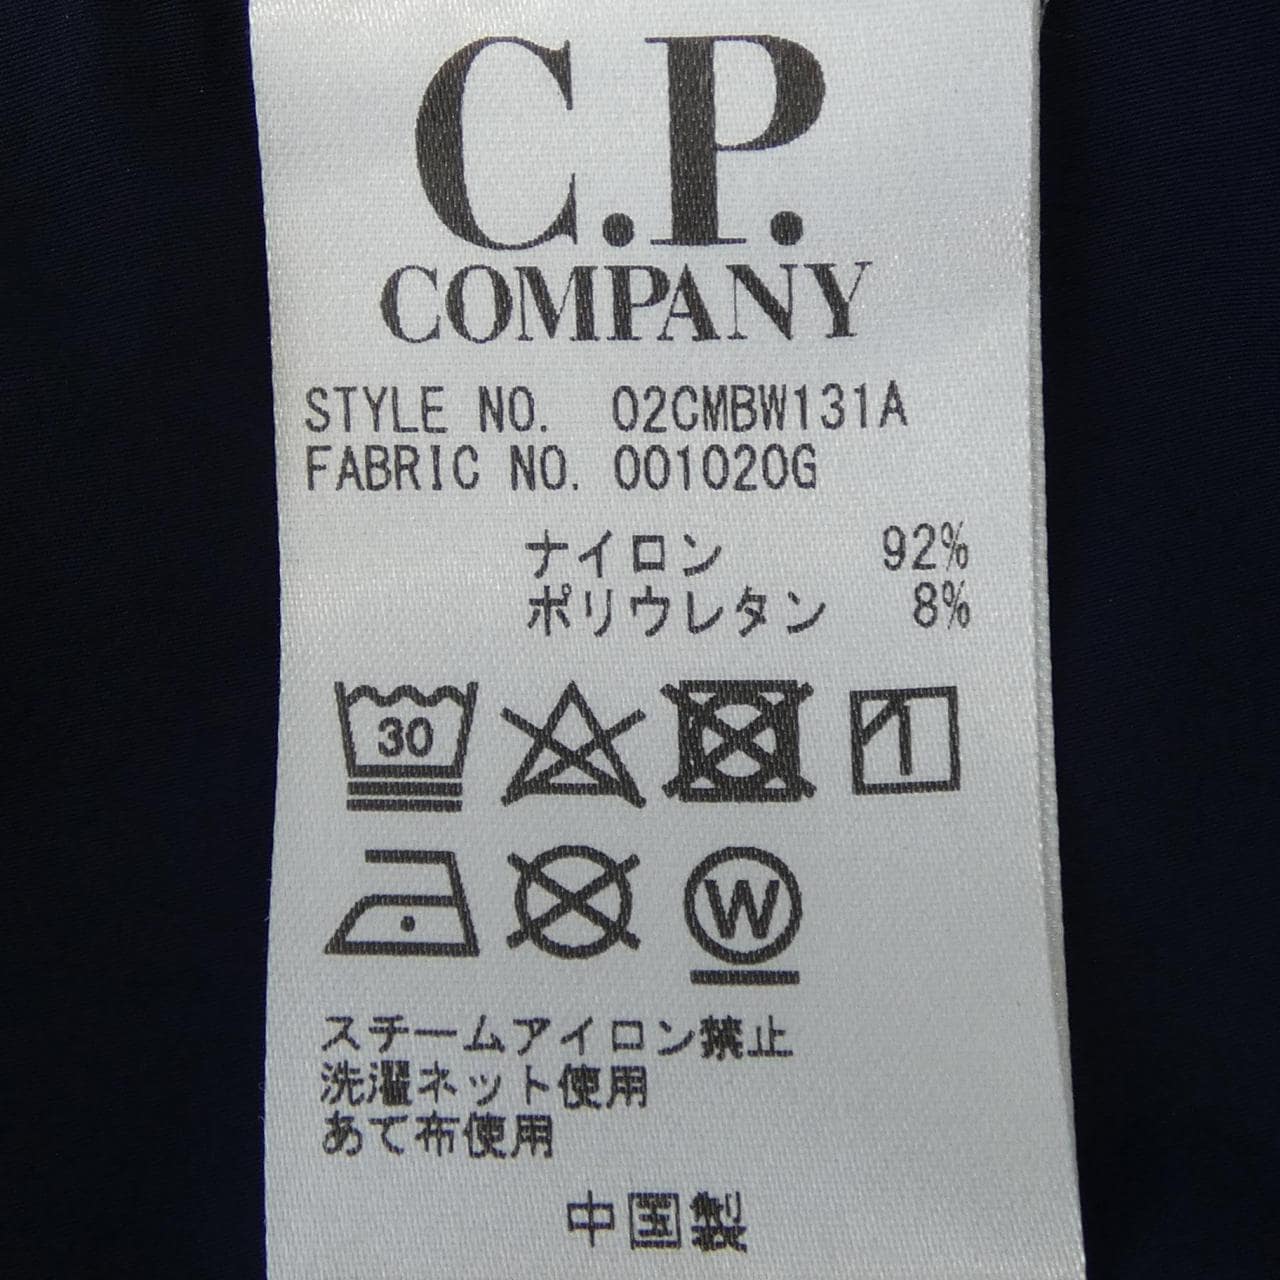 C.P.
COMPANY
STYLE NO. 02CMBW131A
FABRIC NO. 001020G
ナイロン 92%
ポリウレタン 8%
30
W
スチームアイロン禁止
洗濯ネット使用
あて布使用
中国製